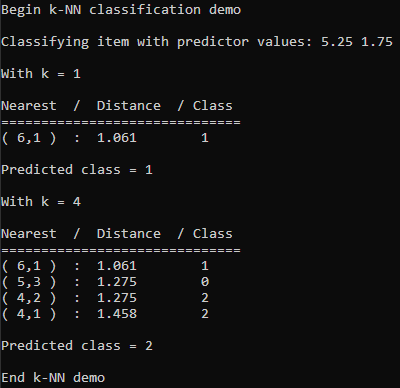 Begin k-NN classification demo
Classifying item with predictor values: 5.25 1.75
With k = 1
Nearest  /  Distance  / Class
==============================
( 6,1 )  :  1.061        1
Predicted class = 1
With k = 4
Nearest  /  Distance  / Class
==============================
( 6,1 )  :  1.061        1
( 5,3 )  :  1.275        0
( 4,2 )  :  1.275        2
( 4,1 )  :  1.458        2
Predicted class = 2
End k-NN demo